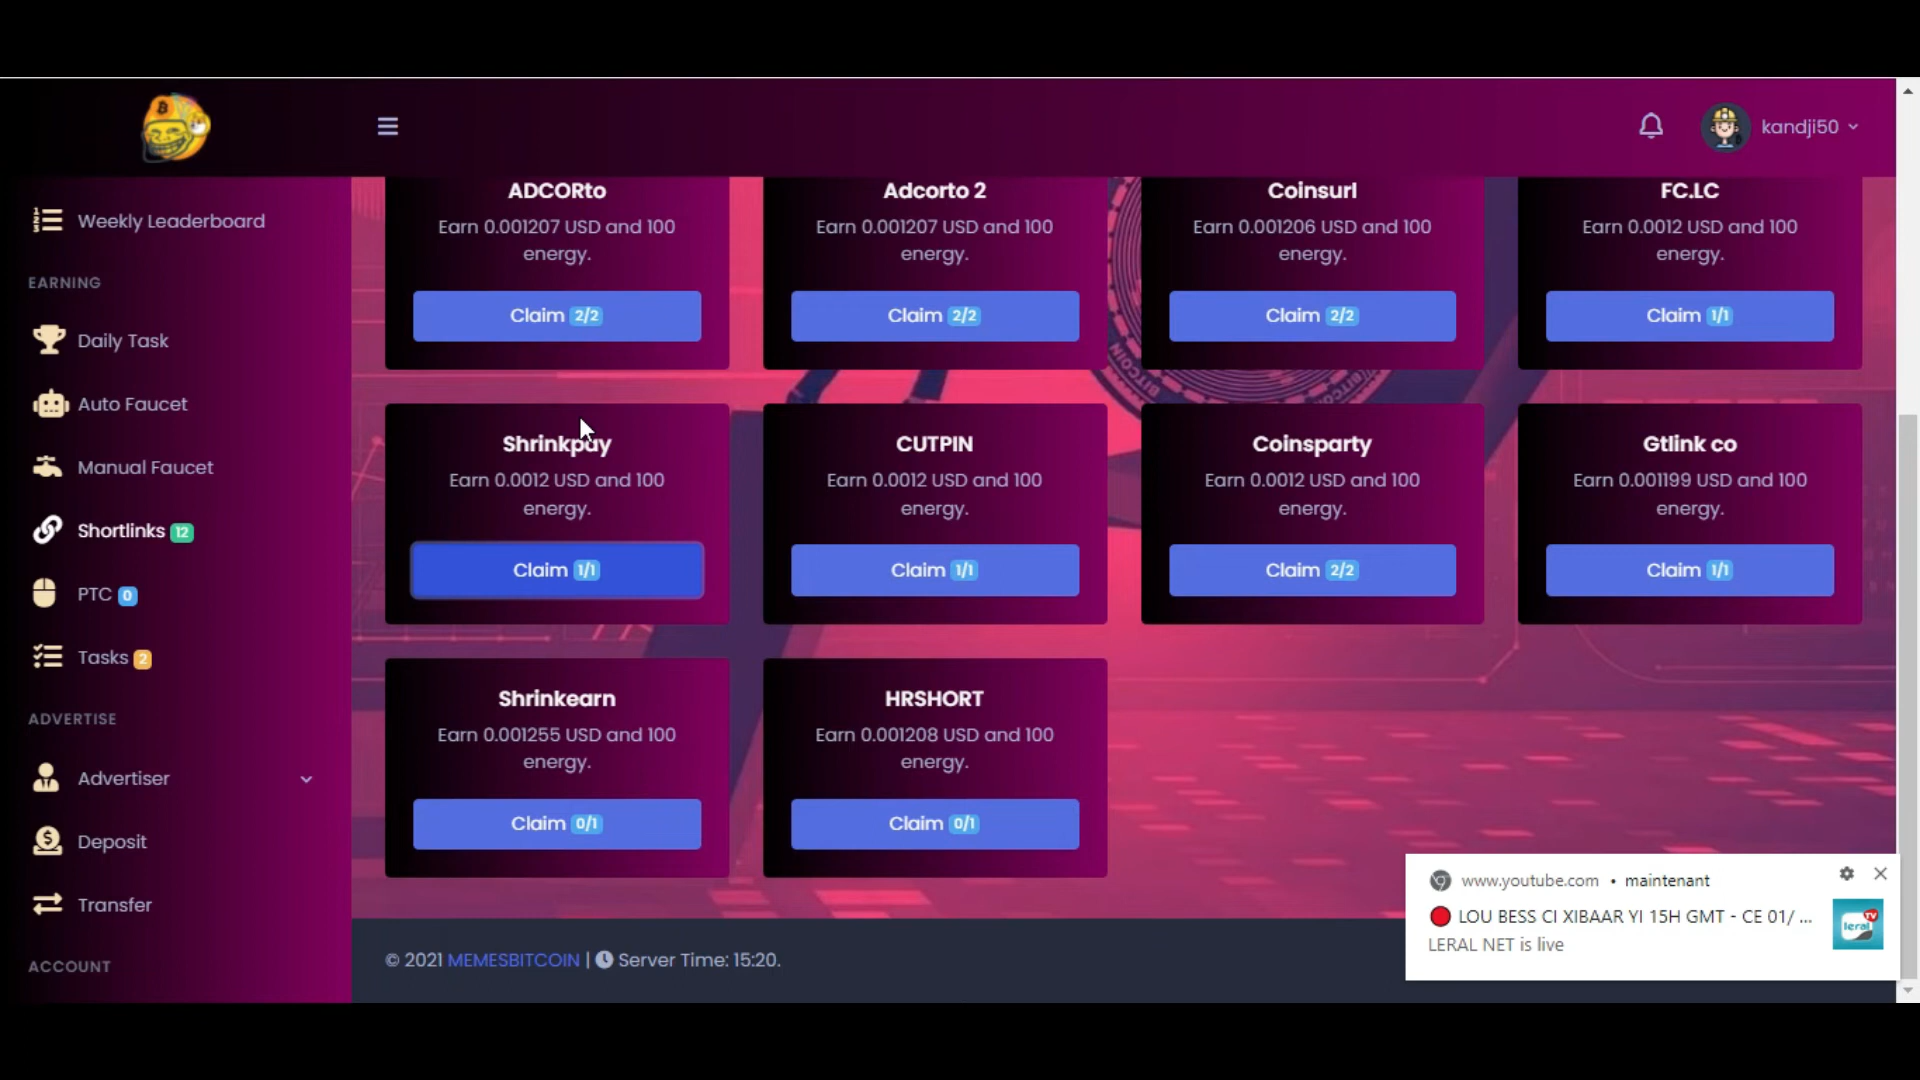 kandji50
Weekly Leaderboard
EARNING
Daily Task
Auto Faucet
Manual Faucet
Shortlinks 12
PTC 0
Tasks 2
ADVERTISE
Advertiser
Deposit
Transfer
ACCOUNT
ADCORto
Earn 0.001207 USD and 100
energy.
Claim 2/2
Adcorto 2
Earn 0.001207 USD and 100
energy.
Claim 2/2
Coinsurl
Earn 0.001206 USD and 100
energy.
Claim 2/2
FC.LC
Earn 0.0012 USD and 100
energy.
Claim 1/1
Shrinkpay
Earn 0.0012 USD and 100
energy.
Claim 1/1
CUTPIN
Earn 0.0012 USD and 100
energy.
Claim 1/1
Coinsparty
Earn 0.0012 USD and 100
energy.
Claim 2/2
Gtlink co
Earn 0.001199 USD and 100
energy.
Claim 1/1
Shrinkearn
Earn 0.001255 USD and 100
energy.
Claim 0/1
HRSHORT
Earn 0.001208 USD and 100
energy.
Claim 0/1
© 2021 MEMESBITCOIN | Server Time: 15:20.
www.youtube.com • maintenant
LOU BESS CI XIBAAR YI 15H GMT - CE 01/ ...
LERAL NET is live
leral TV
BITCOIN